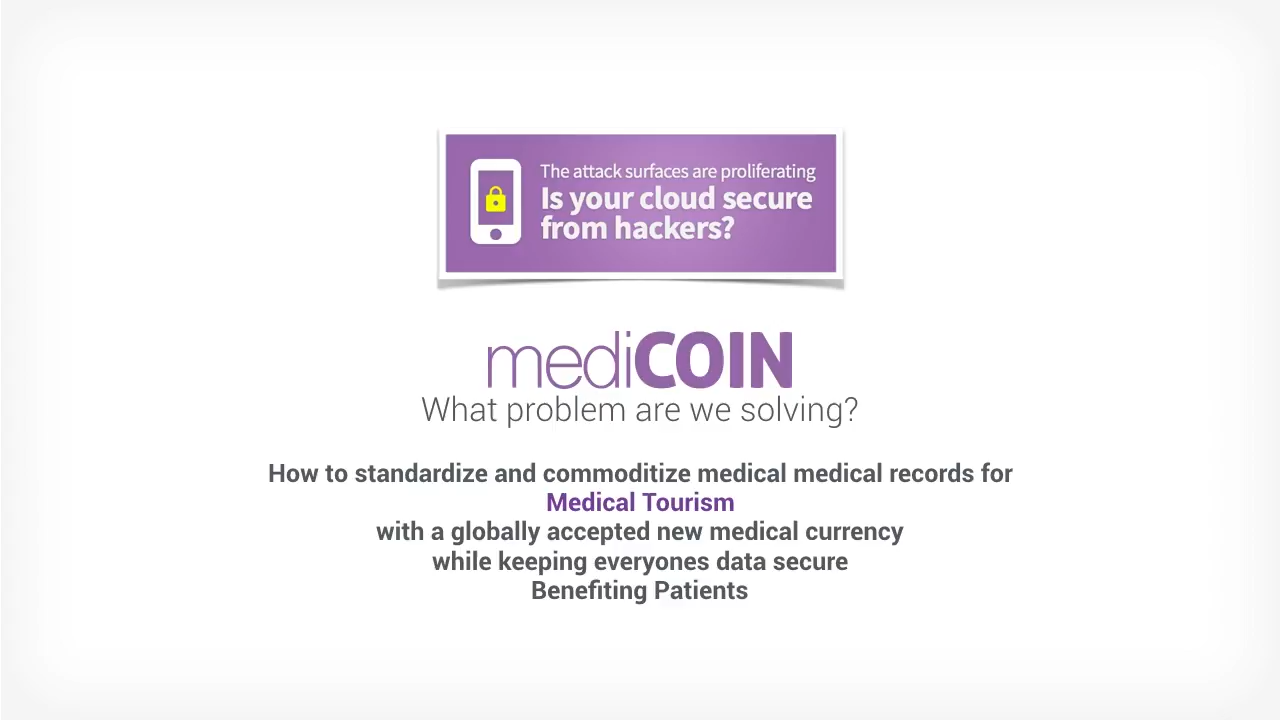 The attack surfaces are proliferating
Is your cloud secure
from hackers?
mediCOIN
What problem are we solving?
How to standardize and commoditize medical medical records for
Medical Tourism
with a globally accepted new medical currency
while keeping everyones data secure
Benefiting Patients